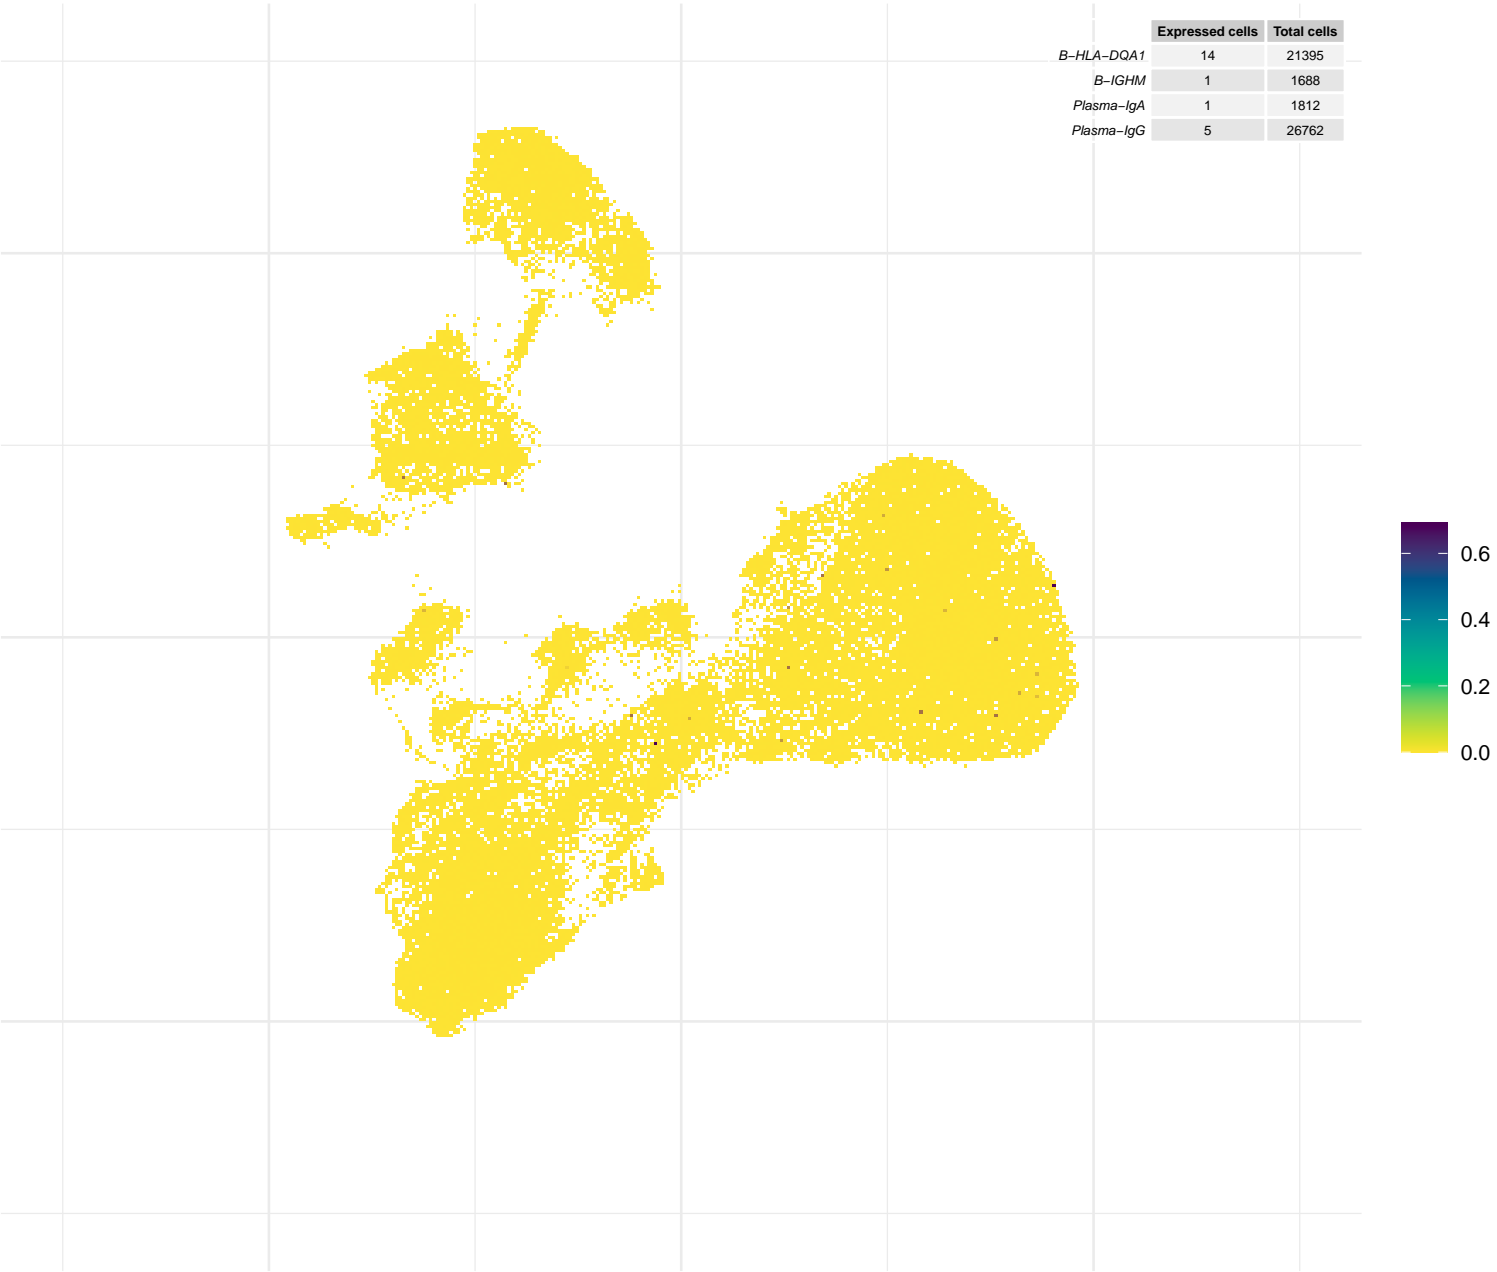 Expressed cells Total cells
B−HLA−DQA1 14 21395
B−IGHM 1 1688
Plasma−IgA 1 1812
Plasma−IgG 5 26762
0.6
0.4
0.2
0.0